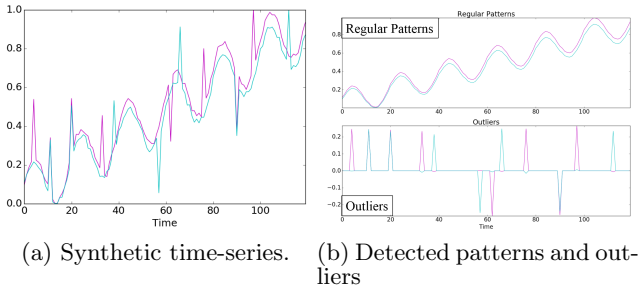 Regular Patterns
Regular Patterns
1.0
0.8
0.6
0.4
0.2
0.0
0 20 40 60 80 100
Time
0.8
0.6
0.4
0.2
0 20 40 60 80 100
Outliers
0.2
0.1
0.0
−0.1
−0.2
Outliers
0 20 40 60 80 100
Time
(a) Synthetic time-series.
(b) Detected patterns and out-
liers